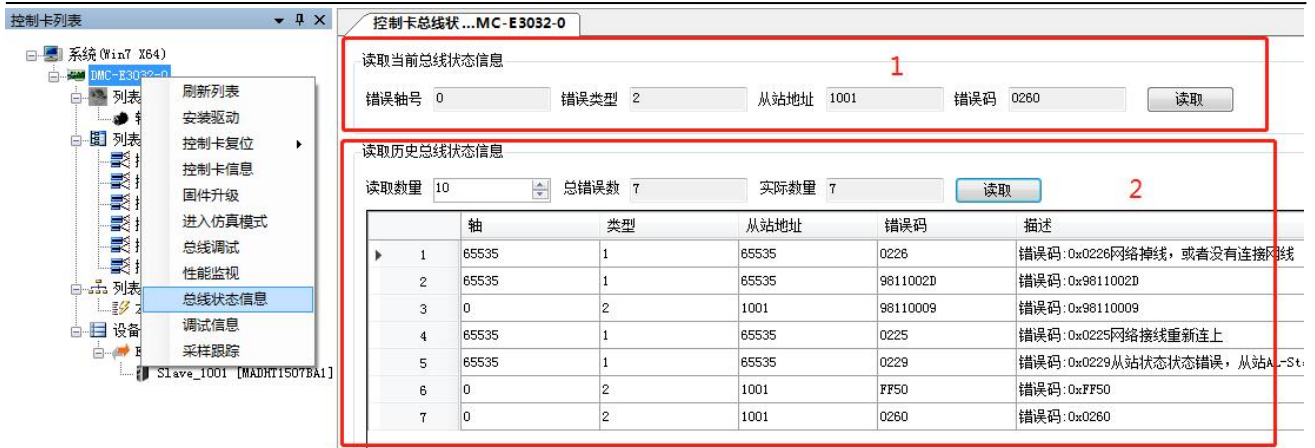 控制卡列表
系统(Win7 X64)
DMC-E3032-0
列表
列表
列表
设备
Slave_1001 [MADHT1507BA1]
刷新列表
安装驱动
控制卡复位
控制卡信息
固件升级
进入仿真模式
总线调试
性能监视
总线状态信息
调试信息
采样跟踪
控制卡总线状...MC-E3032-0
读取当前总线状态信息
1
错误轴号 0 错误类型 2 从站地址 1001 错误码 0260 读取
读取历史总线状态信息
读取数量 10 总错误数 7 实际数量 7 读取 2
轴 类型 从站地址 错误码 描述
1 65535 1 65535 0226 错误码:0x0226网络掉线，或者没有连接网线
2 65535 1 65535 9811002D 错误码:0x9811002D
3 0 2 1001 98110009 错误码:0x98110009
4 65535 1 65535 0225 错误码:0x0225网络接线重新连上
5 65535 1 65535 0229 错误码:0x0229从站状态状态错误，从站AL-Sta
6 0 2 1001 FF50 错误码:0xFF50
7 0 2 1001 0260 错误码:0x0260